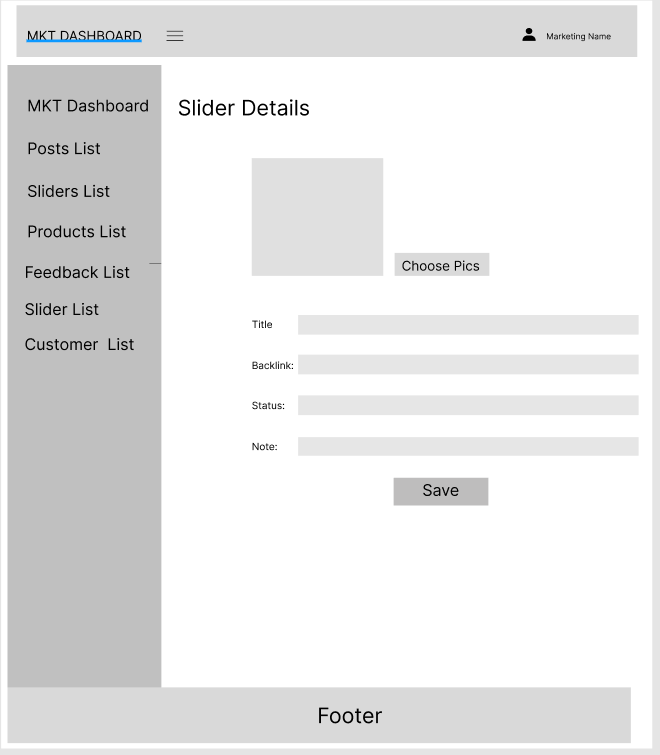 MKT DASHBOARD
Marketing Name
MKT Dashboard
Posts List
Sliders List
Products List
Feedback List
Slider List
Customer  List
Slider Details
Choose Pics
Title
Backlink:
Status:
Note:
Save
Footer